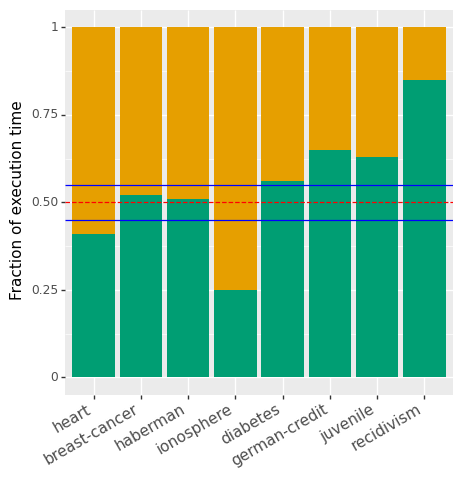 Fraction of execution time
1
0.75
0.50
0.25
0
heart
breast-cancer
haberman
ionosphere
diabetes
german-credit
juvenile
recidivism